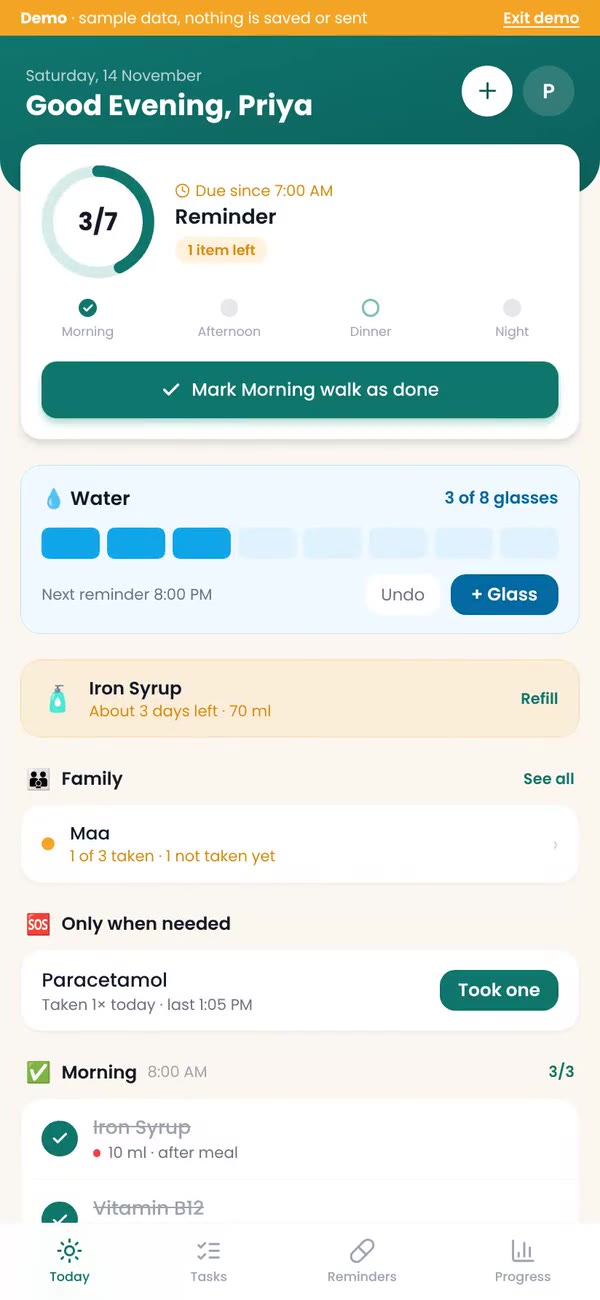 Demo · sample data, nothing is saved or sent
Exit demo
Saturday, 14 November
Good Evening, Priya
+
P
3/7
Due since 7:00 AM
Reminder
1 item left
Morning
Afternoon
Dinner
Night
Mark Morning walk as done
Water
3 of 8 glasses
Next reminder 8:00 PM
Undo
+ Glass
Iron Syrup
About 3 days left · 70 ml
Refill
Family
See all
Maa
1 of 3 taken · 1 not taken yet
SOS
Only when needed
Paracetamol
Taken 1× today · last 1:05 PM
Took one
Morning 8:00 AM
3/3
Iron Syrup
10 ml · after meal
Vitamin B12
Today
Tasks
Reminders
Progress